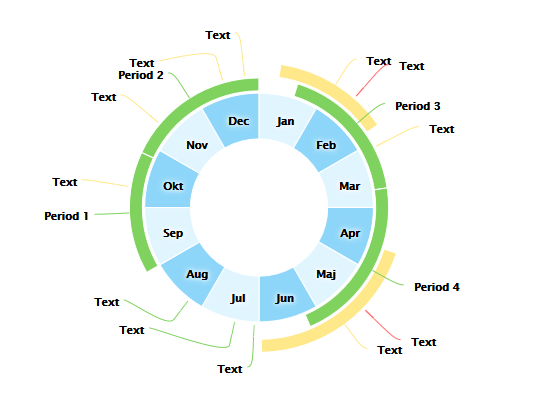 Text
Text
Text
Text
Period 2
Text
Period 3
Dec
Jan
Text
Nov
Feb
Text
Okt
Mar
Period 1
Sep
Apr
Aug
Maj
Period 4
Jul
Jun
Text
Text
Text
Text
Text